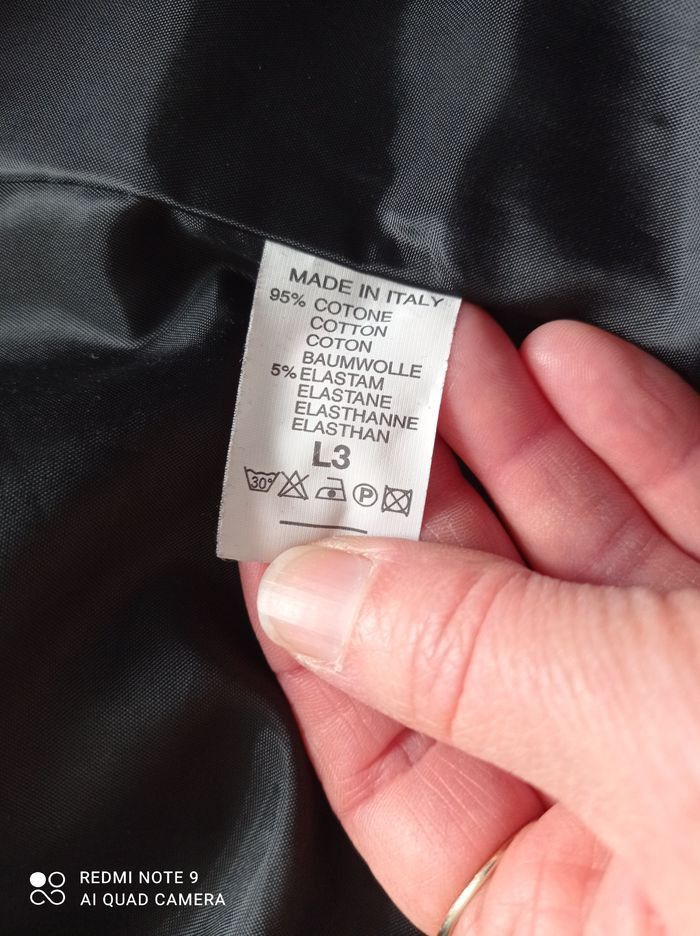 MADE IN ITALY
95% COTONE
COTTON
COTON
BAUMWOLLE
5% ELASTAM
ELASTANE
ELASTHANNE
ELASTHAN
L3
30° P
REDMI NOTE 9
AI QUAD CAMERA